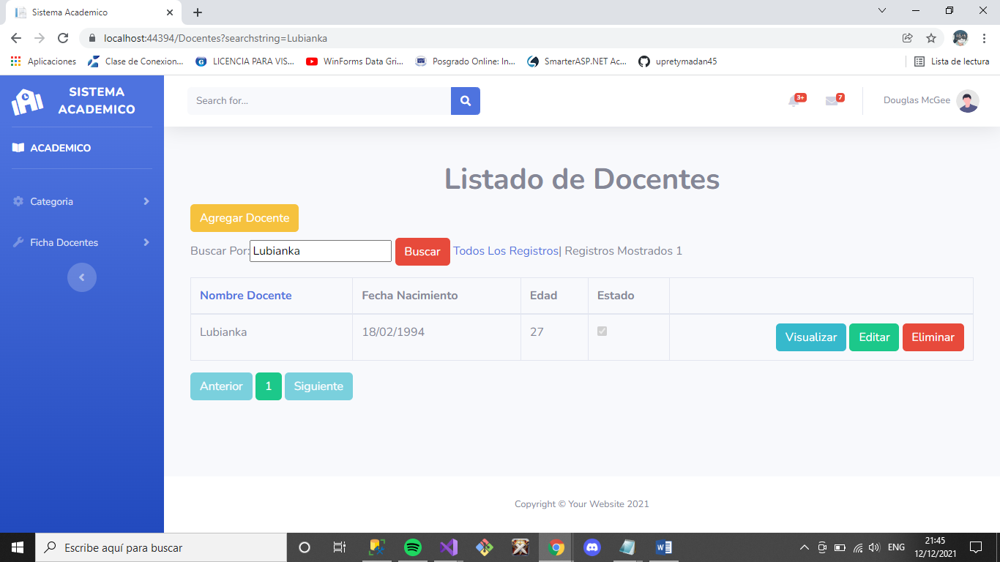 Sistema Academico
localhost:44394/Docentes?searchstring=Lubianka
Aplicaciones
Clase de Conexion...
LICENCIA PARA VIS...
WinForms Data Gri...
Posgrado Online: In...
SmarterASP.NET Ac...
upretymadan45
Lista de lectura
SISTEMA
ACADEMICO
Search for...
3+
7
Douglas McGee
ACADEMICO
Categoria
Ficha Docentes
Listado de Docentes
Agregar Docente
Buscar Por: Lubianka Buscar Todos Los Registros| Registros Mostrados 1
Nombre Docente Fecha Nacimiento Edad Estado
Lubianka 18/02/1994 27 Visualizar Editar Eliminar
Anterior 1 Siguiente
Copyright © Your Website 2021
Escribe aquí para buscar
ENG
21:45
12/12/2021